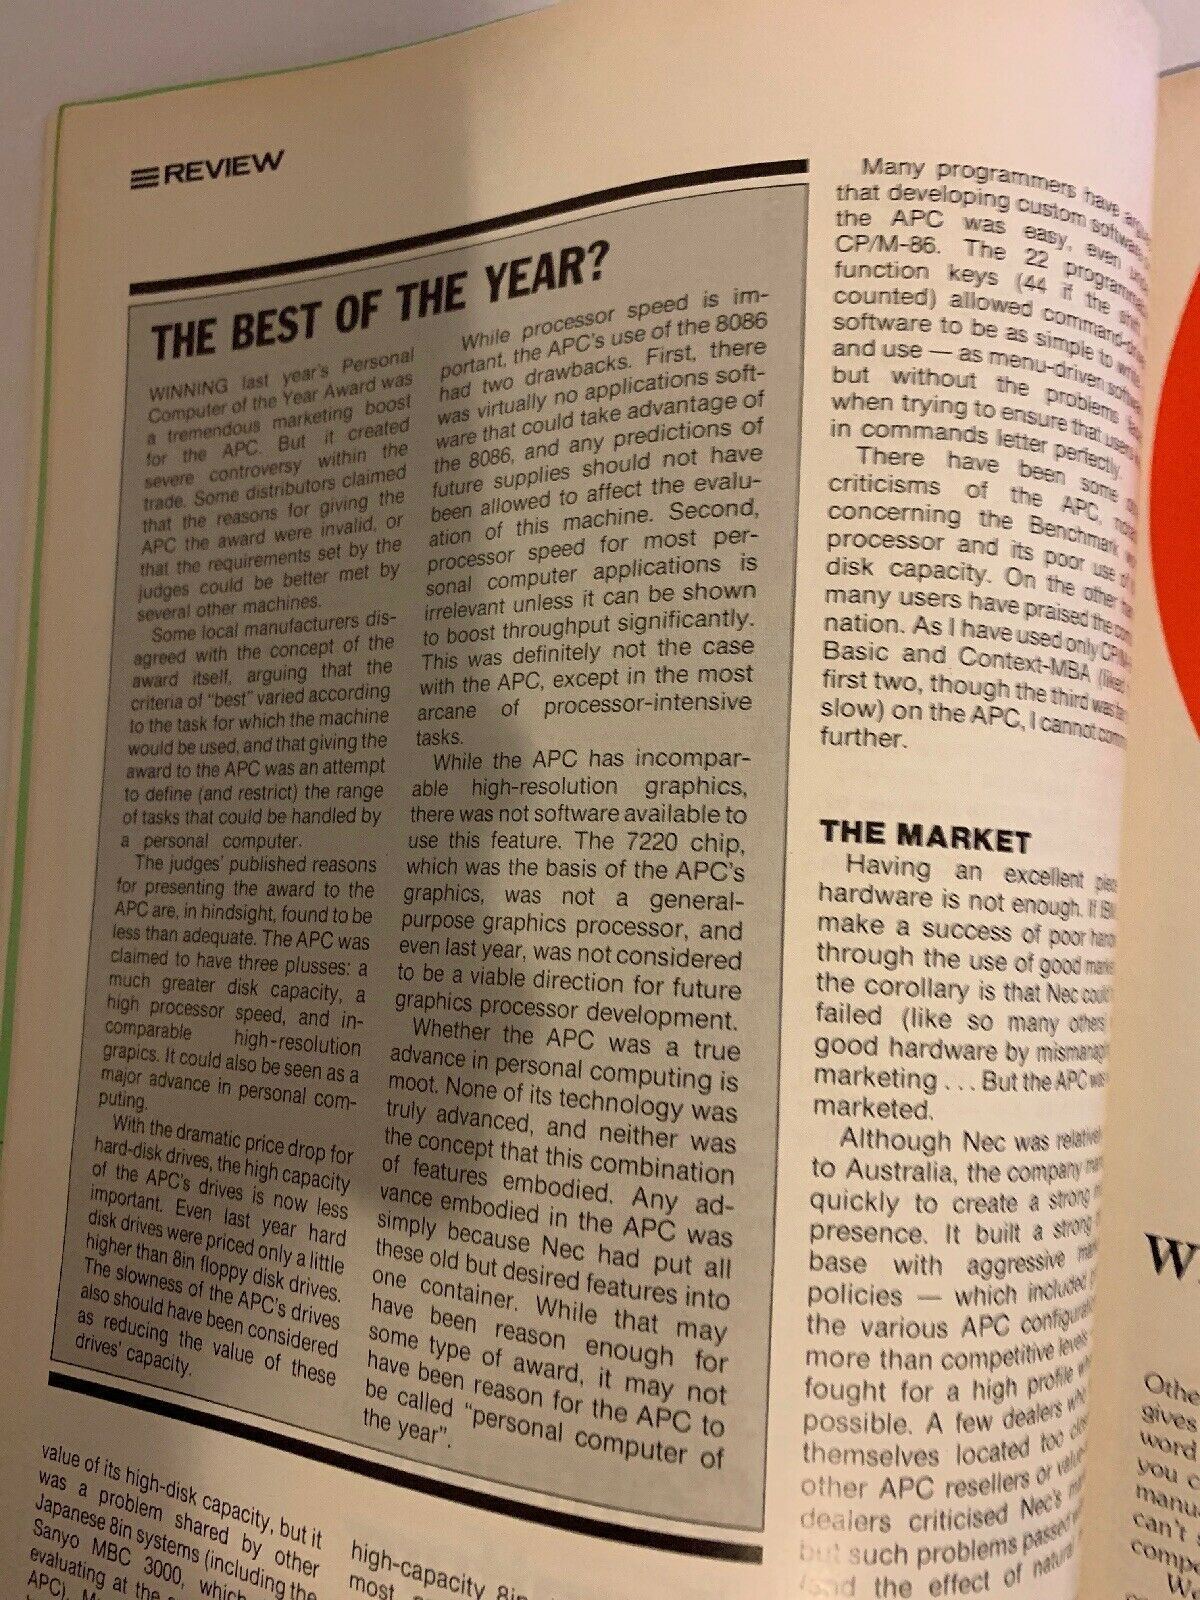 REVIEW
THE BEST OF THE YEAR?
WINNING last year's Personal
Computer of the Year Award was
a tremendous marketing boost
for the APC. But it created
severe controversy within the
trade. Some distributors claimed
that the reasons for giving the
APC the award were invalid, or
that the requirements set by the
judges could be better met by
several other machines.
Some local manufacturers dis-
agreed with the concept of the
award itself, arguing that the
criteria of "best" varied according
to the task for which the machine
would be used, and that giving the
award to the APC was an attempt
to define (and restrict) the range
of tasks that could be handled by
a personal computer.
The judges' published reasons
for presenting the award to the
APC are, in hindsight, found to be
less than adequate. The APC was
claimed to have three plusses: a
much greater disk capacity, a
high processor speed, and in-
comparable high-resolution
grapics. It could also be seen as a
major advance in personal com-
puting.
With the dramatic price drop for
hard-disk drives, the high capacity
of the APC's drives is now less
important. Even last year hard
disk drives were priced only a little
higher than 8in floppy disk drives.
The slowness of the APC's drives
also should have been considered
as reducing the value of these
drives' capacity.
While processor speed is im-
portant, the APC's use of the 8086
had two drawbacks. First, there
was virtually no applications soft-
ware that could take advantage of
the 8086, and any predictions of
future supplies should not have
been allowed to affect the evalu-
ation of this machine. Second,
processor speed for most per-
sonal computer applications is
irrelevant unless it can be shown
to boost throughput significantly.
This was definitely not the case
with the APC, except in the most
arcane of processor-intensive
tasks.
While the APC has incompar-
able high-resolution graphics,
there was not software available to
use this feature. The 7220 chip,
which was the basis of the APC's
graphics, was not a general-
purpose graphics processor, and
even last year, was not considered
to be a viable direction for future
graphics processor development.
Whether the APC was a true
advance in personal computing is
moot. None of its technology was
truly advanced, and neither was
the concept that this combination
of features embodied. Any ad-
vance embodied in the APC was
simply because Nec had put all
these old but desired features into
one container. While that may
have been reason enough for
some type of award, it may not
have been reason for the APC to
be called "personal computer of
the year".
value of its high-disk capacity, but it
was a problem shared by other
Japanese 8in systems (including the
Sanyo MBC 3000, which
evaluating at the
APC).
high-capacity 8in
most
Many programmers have
that developing custom software
the APC was easy, even
CP/M-86. The 22
function keys (44 if the shift
counted) allowed
software to be as simple to
and use — as menu-driven software
but without the problems
when trying to ensure that users
in commands letter perfectly.
There have been some
criticisms of the APC,
concerning the Benchmark
processor and its poor use of
disk capacity. On the other
many users have praised the
nation. As I have used only
Basic and Context-MBA (liked
first two, though the third was
slow) on the APC, I cannot
further.
THE MARKET
Having an excellent
hardware is not enough. If
make a success of poor
through the use of good
the corollary is that Nec
failed (like so many others
good hardware by
marketing ... But the APC
marketed.
Although Nec was
to Australia, the company
quickly to create a strong
presence. It built a strong
base with aggressive
policies — which included
the various APC
more than competitive levels
fought for a high profile
possible. A few dealers
themselves located too
other APC resellers or
dealers criticised Nec's
but such problems passed
the effect of natural
W
gives
word
you
can't